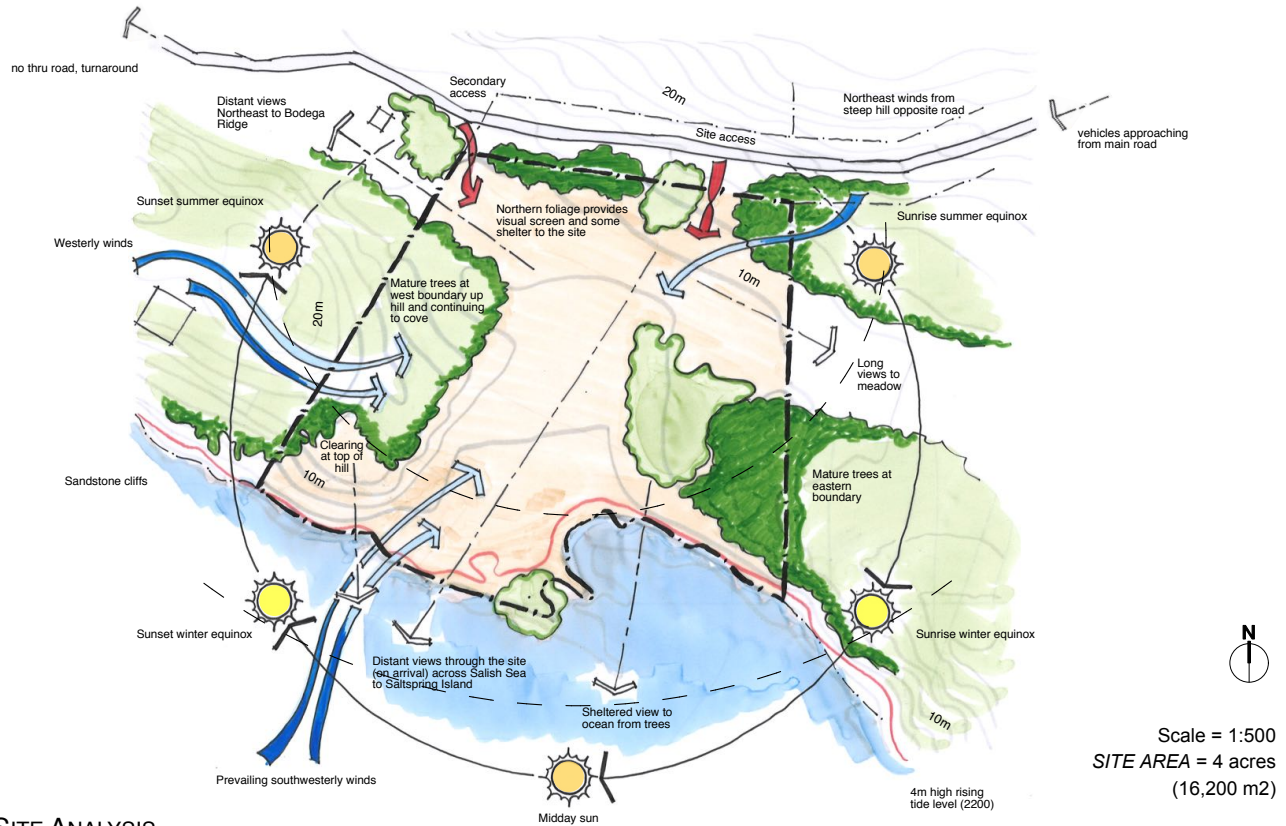 no thru road, turnaround
Secondary
access
20m
Distant views
Northeast to Bodega
Ridge
Northeast winds from
steep hill opposite road
Site access
vehicles approaching
from main road
Sunset summer equinox
Northern foliage provides
visual screen and some
shelter to the site
Sunrise summer equinox
Westerly winds
10m
Mature trees at
west boundary up
hill and continuing
to cove
20m
Long
views to
meadow
Clearing
at top of
hill
10m
Sandstone cliffs
Mature trees at
eastern
boundary
Sunset winter equinox
Sunrise winter equinox
N
Distant views through the site
(on arrival) across Salish Sea
to Saltspring Island
Sheltered view to
ocean from trees
10m
Scale = 1:500
SITE AREA = 4 acres
(16,200 m2)
Prevailing southwesterly winds
4m high rising
tide level (2200)
Midday sun
SITE ANALYSIS